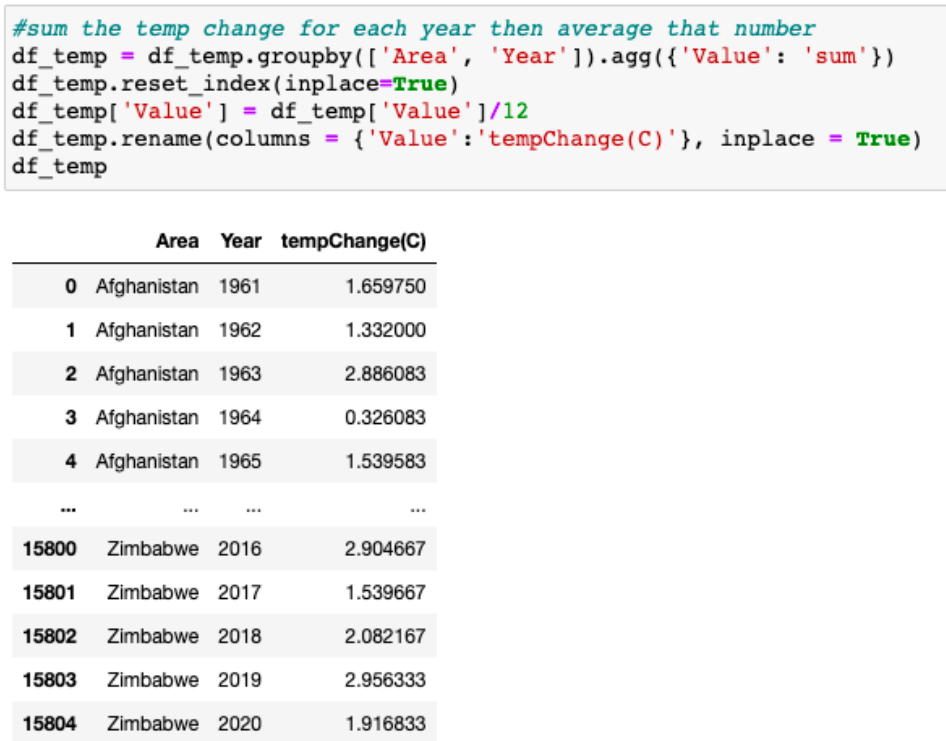 #sum the temp change for each year then average that number
df_temp = df_temp.groupby(['Area', 'Year']).agg({'Value': 'sum'})
df_temp.reset_index(inplace=True)
df_temp['Value'] = df_temp['Value']/12
df_temp.rename(columns = {'Value':'tempChange(C)'}, inplace = True)
df_temp
Area Year tempChange(C)
0 Afghanistan 1961 1.659750
1 Afghanistan 1962 1.332000
2 Afghanistan 1963 2.886083
3 Afghanistan 1964 0.326083
4 Afghanistan 1965 1.539583
... ... ... ...
15800 Zimbabwe 2016 2.904667
15801 Zimbabwe 2017 1.539667
15802 Zimbabwe 2018 2.082167
15803 Zimbabwe 2019 2.956333
15804 Zimbabwe 2020 1.916833